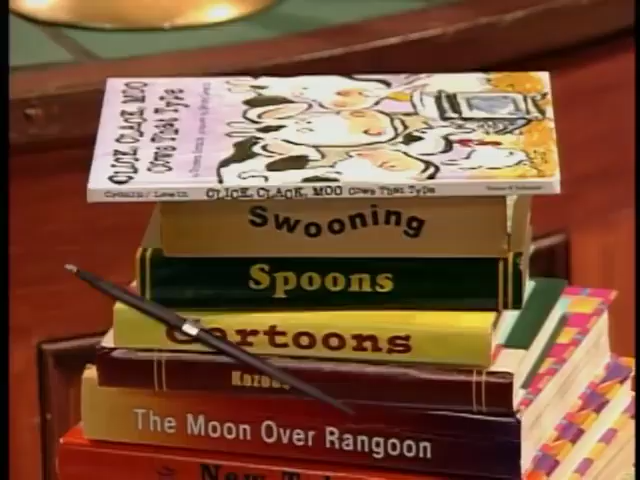 CLICK, CLACK, MOO
Cows That Type
CLICK, CLACK, MOO Cows That Type
Swooning
Spoons
Cartoons
The Moon Over Rangoon
New